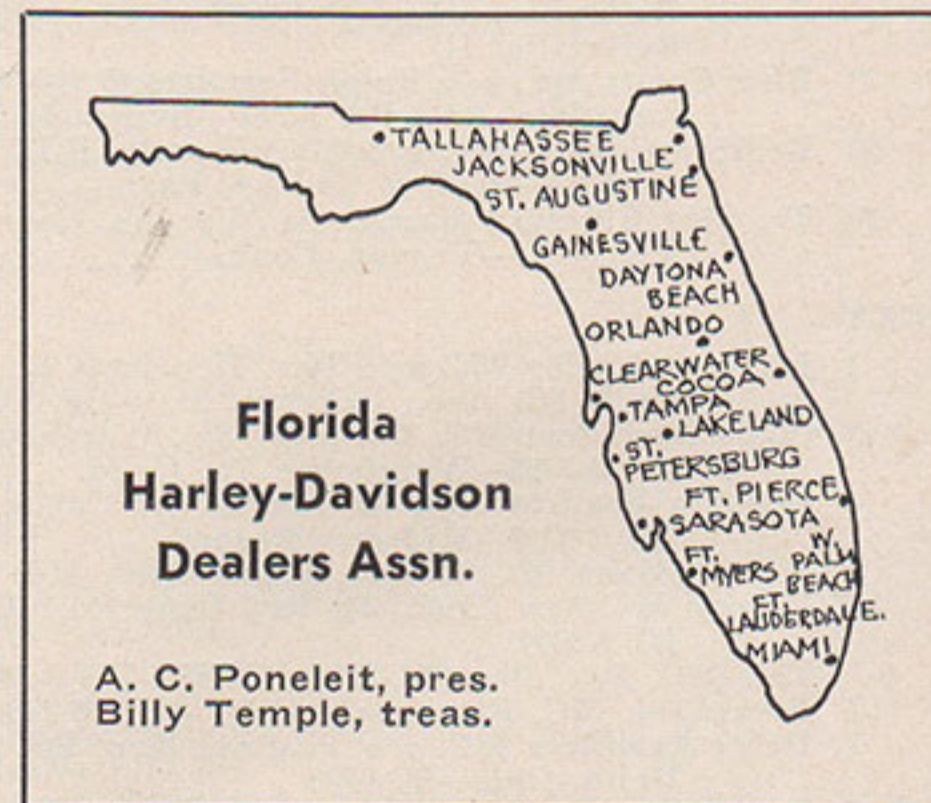 TALLAHASSEE
JACKSONVILLE
ST. AUGUSTINE
GAINESVILLE
DAYTONA
BEACH
ORLANDO
CLEARWATER
COCOA
TAMPA
LAKELAND
ST.
PETERSBURG
FT. PIERCE
SARASOTA
W.
PALM
BEACH
FT.
MYERS
FT.
LAUDERDALE.
MIAMI
Florida
Harley-Davidson
Dealers Assn.
A. C. Poneleit, pres.
Billy Temple, treas.